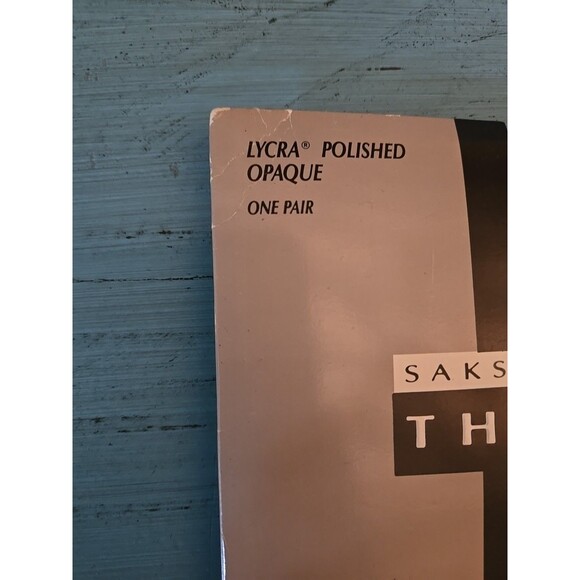 LYCRA® POLISHED
OPAQUE
ONE PAIR
SAKS
TH